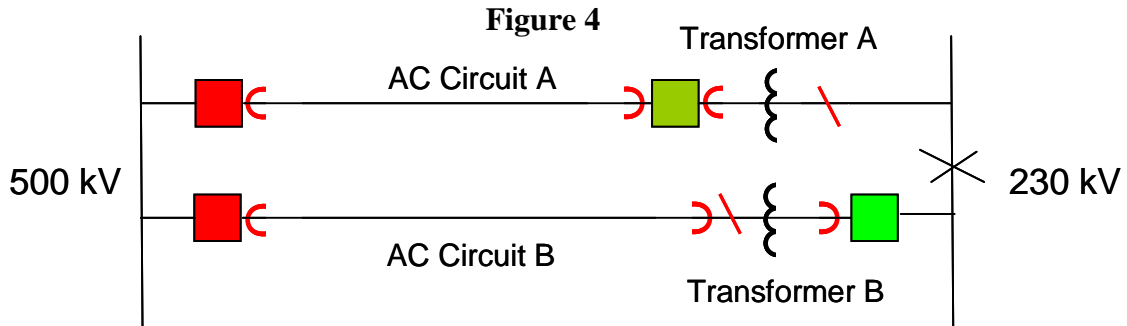 Figure 4
Transformer A
AC Circuit A
500 kV
230 kV
AC Circuit B
Transformer B